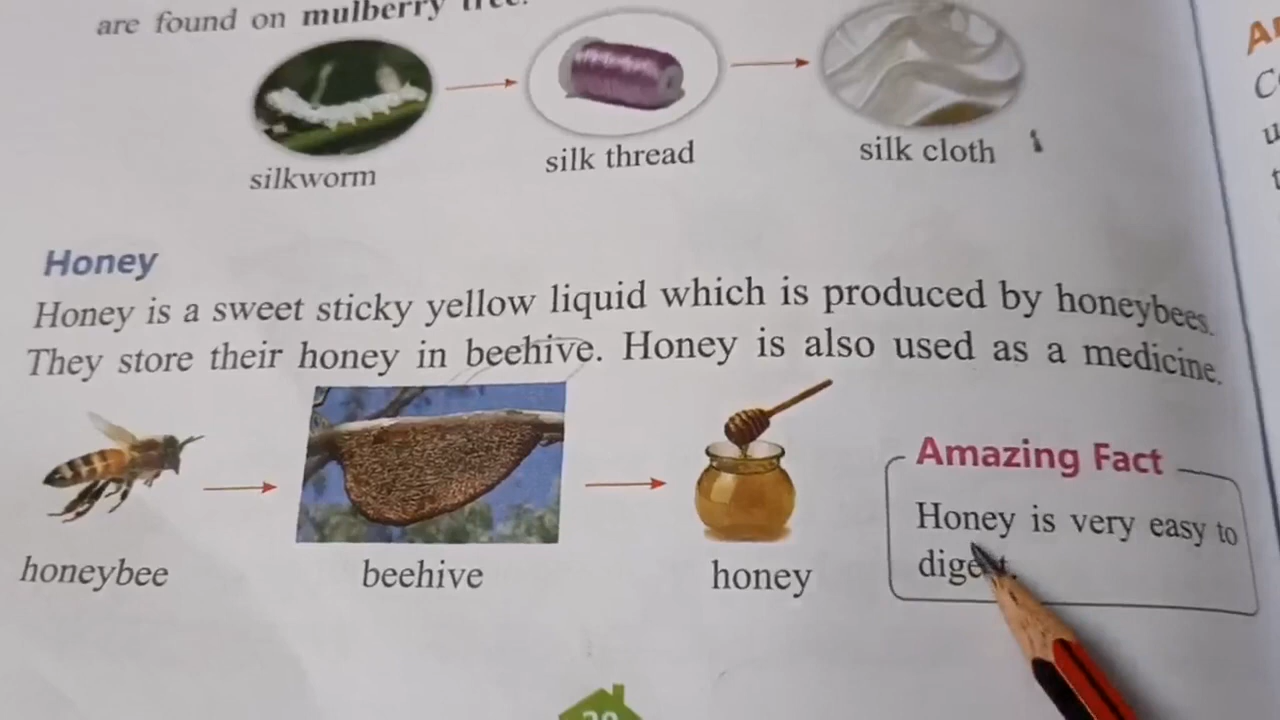 are found on mulberry tree.
silkworm
silk thread
silk cloth
Honey
Honey is a sweet sticky yellow liquid which is produced by honeybees.
They store their honey in beehive. Honey is also used as a medicine.
Amazing Fact
Honey is very easy to
digest.
honeybee
beehive
honey